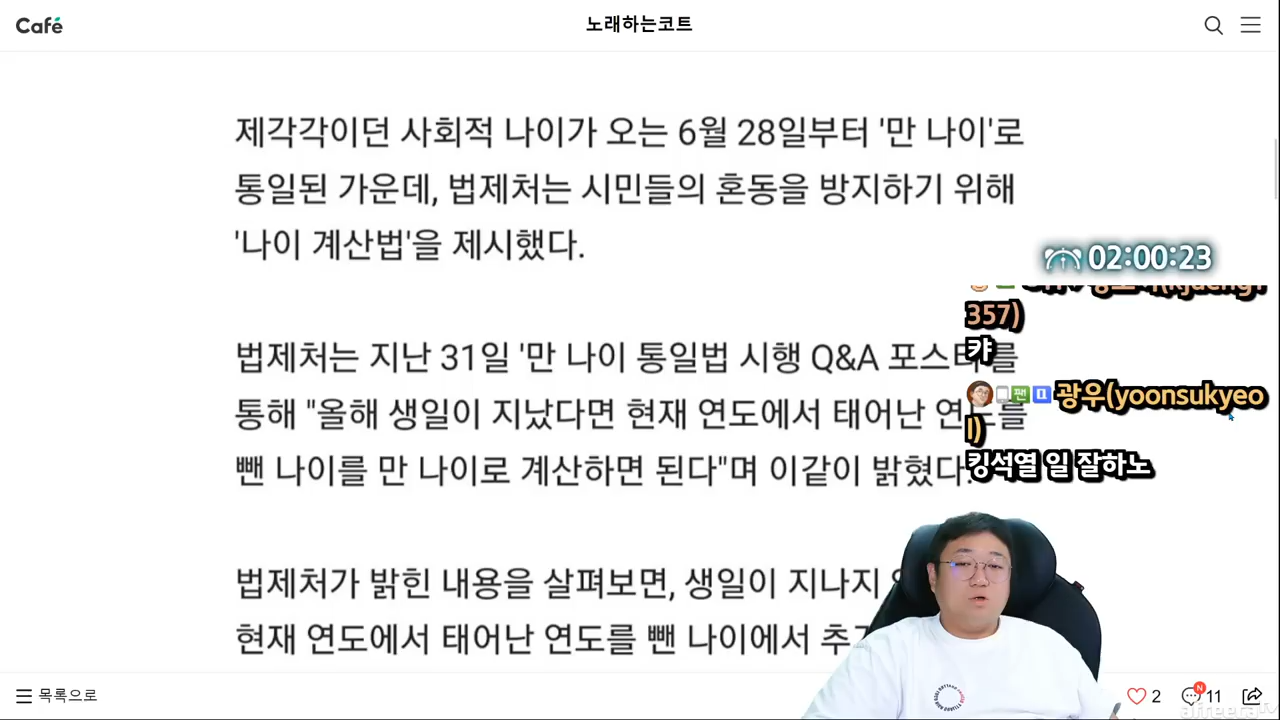 Café
노래하는코트
제각각이던 사회적 나이가 오는 6월 28일부터 '만 나이'로
통일된 가운데, 법제처는 시민들의 혼동을 방지하기 위해
'나이 계산법'을 제시했다.
02:00:23
357)
캬
법제처는 지난 31일 '만 나이 통일법 시행 Q&A 포스터'를
통해 "올해 생일이 지났다면 현재 연도에서 태어난 연도를
뺀 나이를 만 나이로 계산하면 된다"며 이같이 밝혔다.
팬
광우(yoonsukyeo
l)
킹석열 일 잘하노
법제처가 밝힌 내용을 살펴보면, 생일이 지나지
현재 연도에서 태어난 연도를 뺀 나이에서
목록으로
2
N
11
afreecaTV